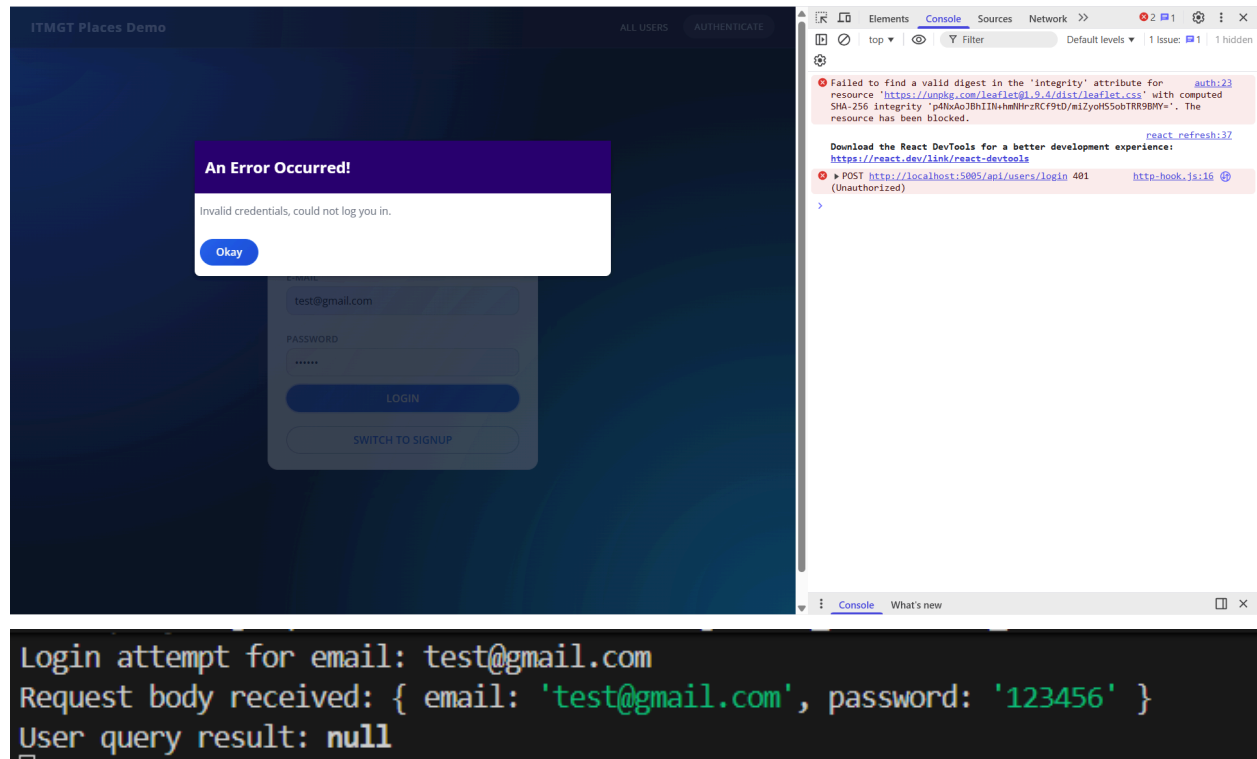 ITMGT Places Demo
ALL USERS
AUTHENTICATE
An Error Occurred!
Invalid credentials, could not log you in.
Okay
E-MAIL
test@gmail.com
PASSWORD
••••••
LOGIN
SWITCH TO SIGNUP
Elements Console Sources Network 2 1
top Filter Default levels 1 Issue: 1 1 hidden
Failed to find a valid digest in the 'integrity' attribute for auth:23
resource 'https://unpkg.com/leaflet@1.9.4/dist/leaflet.css' with computed
SHA-256 integrity 'p4NxAoJBhIIN+hmNHrzRCf9tD/miZyoHS5obTRR9BMY='. The
resource has been blocked.
react refresh:37
Download the React DevTools for a better development experience:
https://react.dev/link/react-devtools
POST http://localhost:5005/api/users/login 401 http-hook.js:16
(Unauthorized)
Console What's new
Login attempt for email: test@gmail.com
Request body received: { email: 'test@gmail.com', password: '123456' }
User query result: null